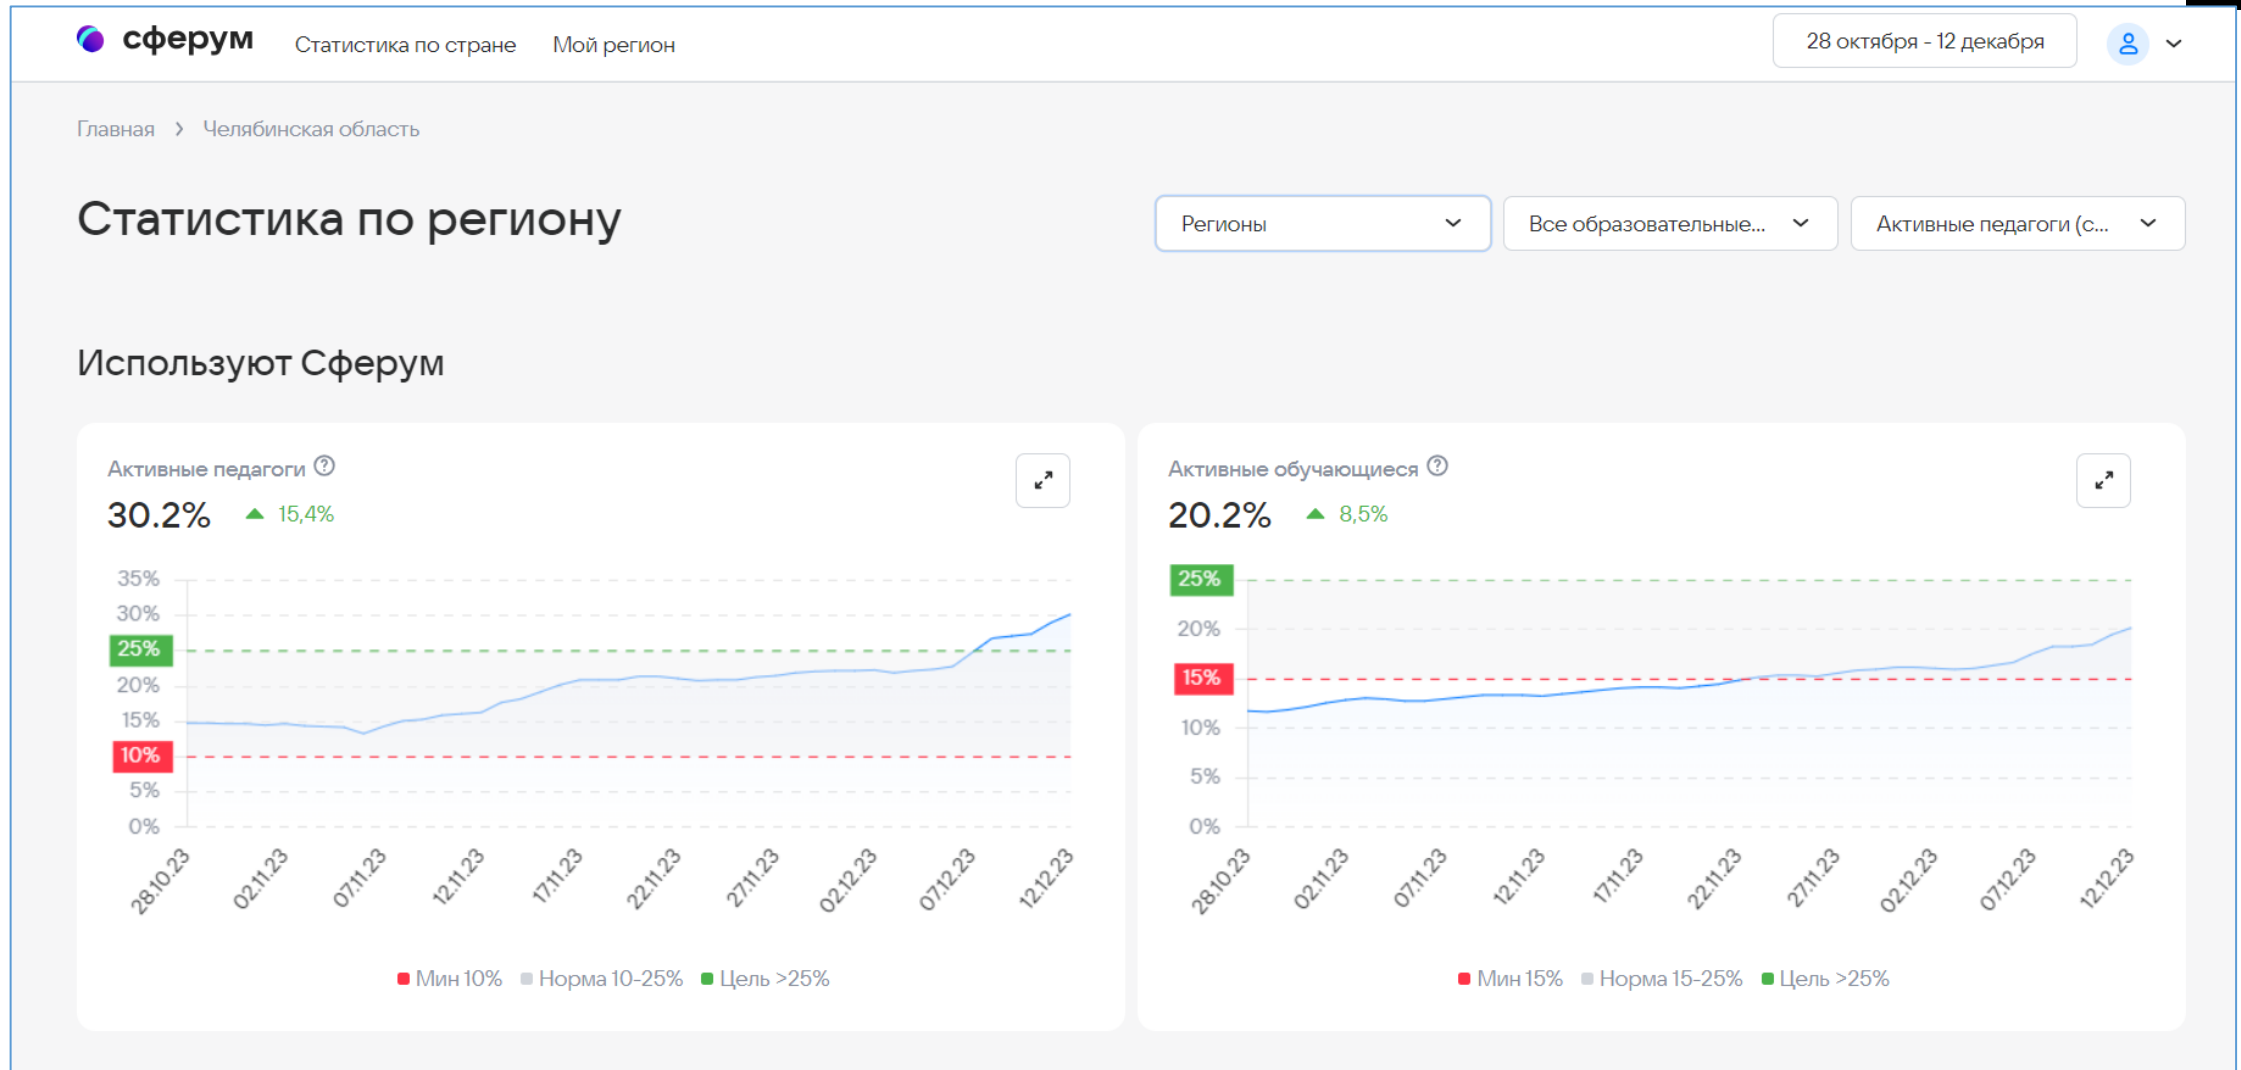 сферум Статистика по стране Мой регион 28 октября - 12 декабря
Главная > Челябинская область
Статистика по региону
Регионы Все образовательные... Активные педагоги (с...
Используют Сферум
Активные педагоги ?
30.2% ▲ 15,4%
35%
30%
25%
20%
15%
10%
5%
0%
28.10.23 02.11.23 07.11.23 12.11.23 17.11.23 22.11.23 27.11.23 02.12.23 07.12.23 12.12.23
Мин 10% Норма 10-25% Цель >25%
Активные обучающиеся ?
20.2% ▲ 8,5%
25%
20%
15%
10%
5%
0%
28.10.23 02.11.23 07.11.23 12.11.23 17.11.23 22.11.23 27.11.23 02.12.23 07.12.23 12.12.23
Мин 15% Норма 15-25% Цель >25%